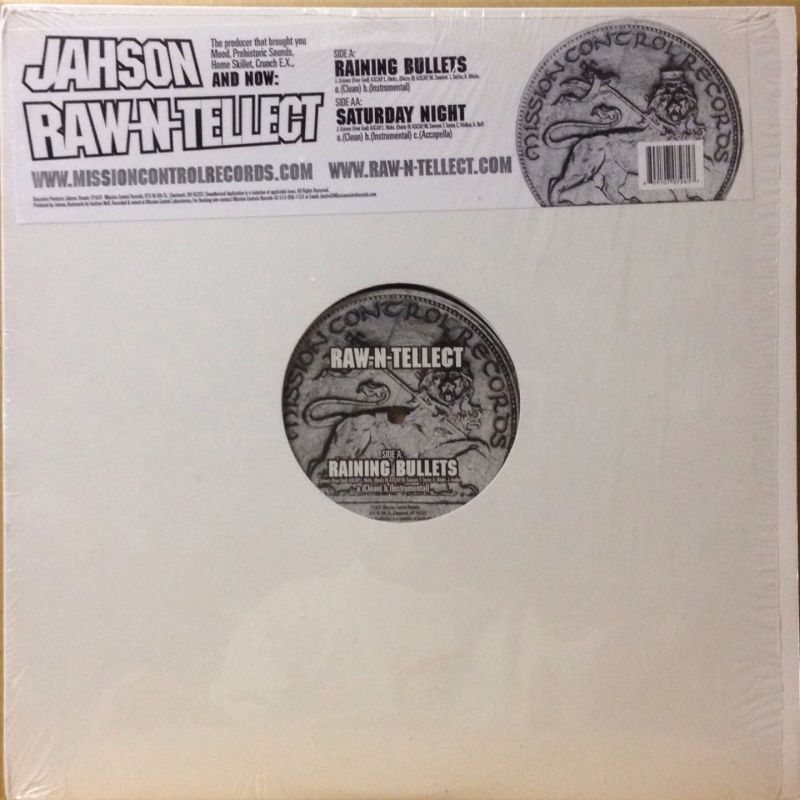 JAHSON
RAW-N-TELLECT
The producer that brought you
Mood, Prehistoric Sounds,
Home Skillet, Crunch E.X.,
AND NOW:
SIDE A:
RAINING BULLETS
a.(Clean) b.(Instrumental)
SIDE AA:
SATURDAY NIGHT
a.(Clean) b.(Instrumental) c.(Accapella)
WWW.MISSIONCONTROLRECORDS.COM WWW.RAW-N-TELLECT.COM
MISSION CONTROL RECORDS
MISSION CONTROL RECORDS
RAW-N-TELLECT
SIDE A:
RAINING BULLETS
a.(Clean) b.(Instrumental)